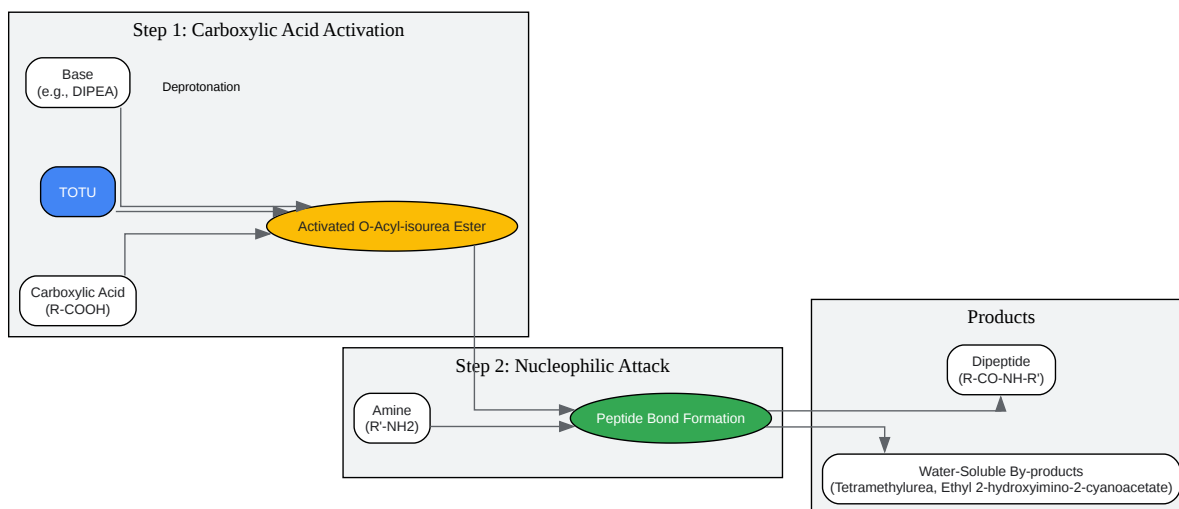 Step 1: Carboxylic Acid Activation
Base
(e.g., DIPEA)
Deprotonation
TOTU
Activated O-Acyl-isourea Ester
Carboxylic Acid
(R-COOH)
Step 2: Nucleophilic Attack
Amine
(R'-NH2)
Peptide Bond Formation
Products
Dipeptide
(R-CO-NH-R')
Water-Soluble By-products
(Tetramethylurea, Ethyl 2-hydroxyimino-2-cyanoacetate)